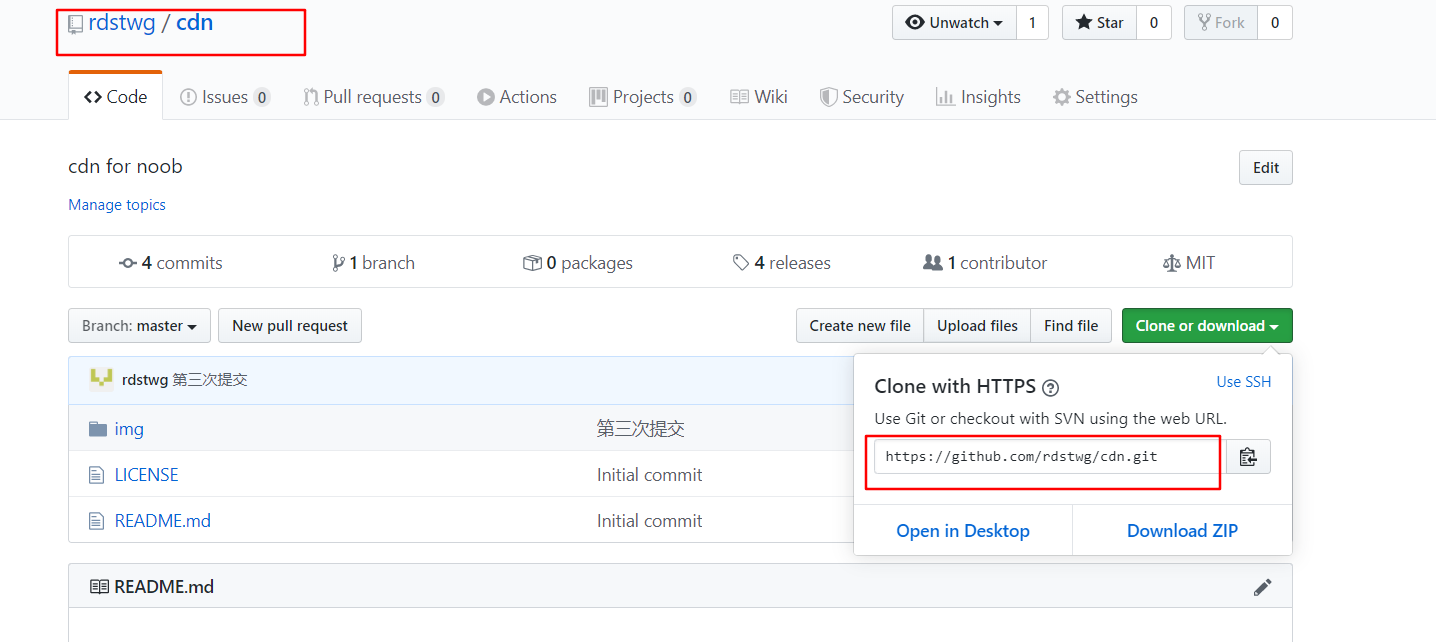 rdstwg / cdn
Unwatch 1 Star 0 Fork 0
Code Issues 0 Pull requests 0 Actions Projects 0 Wiki Security Insights Settings
cdn for noob Edit
Manage topics
4 commits 1 branch 0 packages 4 releases 1 contributor MIT
Branch: master New pull request Create new file Upload files Find file Clone or download
rdstwg 第三次提交
img 第三次提交
LICENSE Initial commit
README.md Initial commit
Clone with HTTPS ? Use SSH
Use Git or checkout with SVN using the web URL.
https://github.com/rdstwg/cdn.git
Open in Desktop Download ZIP
README.md